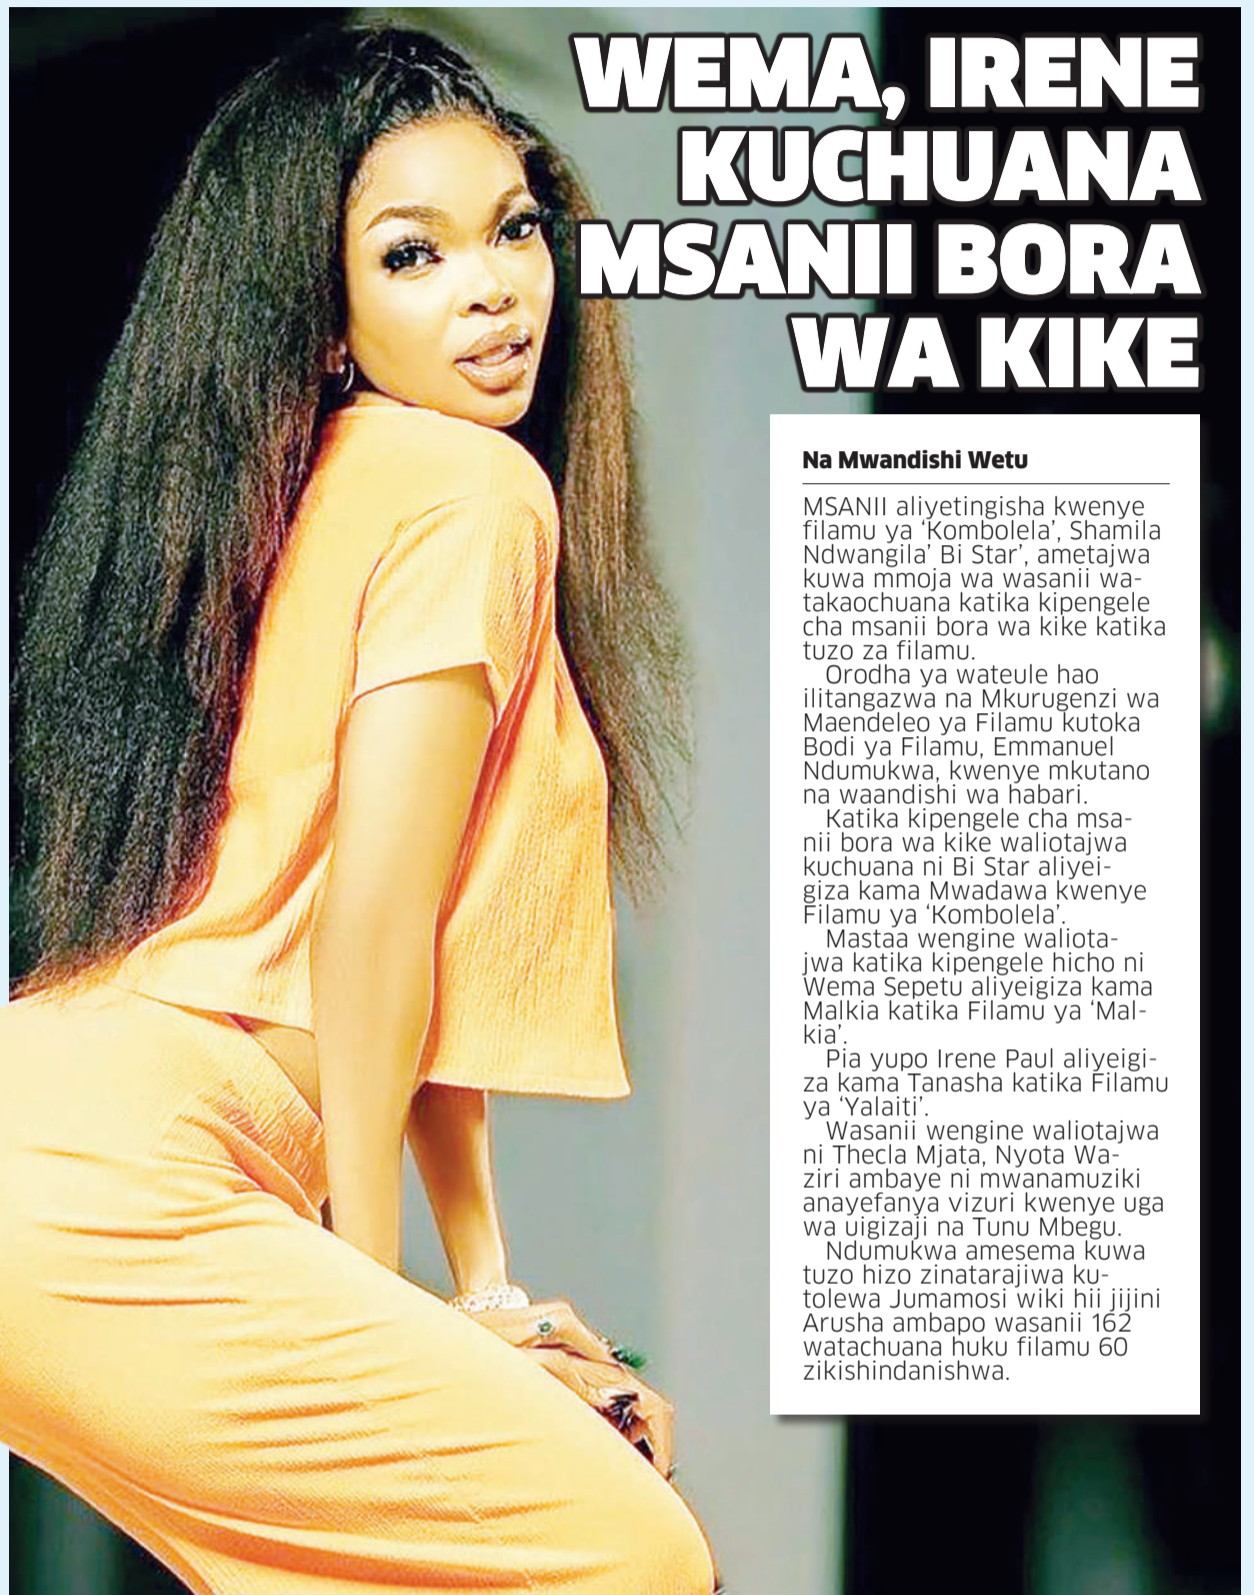 WEMA, IRENE
KUCHUANA
MSANII BORA
WA KIKE
Na Mwandishi Wetu
MSANII aliyetingisha kwenye
filamu ya ‘Kombolela’, Shamila
Ndwangila’ Bi Star’, ametajwa
kuwa mmoja wa wasanii wa-
takaochuana katika kipengele
cha msanii bora wa kike katika
tuzo za filamu.
Orodha ya wateule hao
ilitangazwa na Mkurugenzi wa
Maendeleo ya Filamu kutoka
Bodi ya Filamu, Emmanuel
Ndumukwa, kwenye mkutano
na waandishi wa habari.
Katika kipengele cha msa-
nii bora wa kike waliotajwa
kuchuana ni Bi Star aliyei-
giza kama Mwadawa kwenye
Filamu ya ‘Kombolela’.
Mastaa wengine waliota-
jwa katika kipengele hicho ni
Wema Sepetu aliyeigiza kama
Malkia katika Filamu ya ‘Mal-
kia’.
Pia yupo Irene Paul aliyeigi-
za kama Tanasha katika Filamu
ya ‘Yalaiti’.
Wasanii wengine waliotajwa
ni Thecla Mjata, Nyota Wa-
ziri ambaye ni mwanamuziki
anayefanya vizuri kwenye uga
wa uigizaji na Tunu Mbegu.
Ndumukwa amesema kuwa
tuzo hizo zinatarajiwa ku-
tolewa Jumamosi wiki hii jijini
Arusha ambapo wasanii 162
watachuana huku filamu 60
zikishindanishwa.